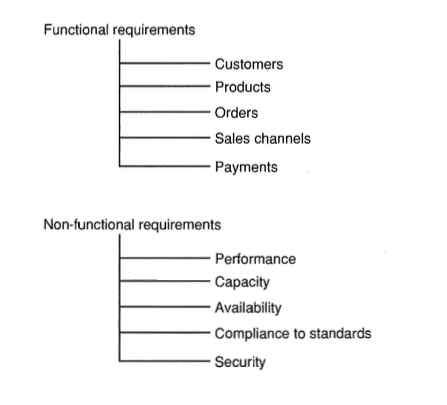 Functional requirements
Customers
Products
Orders
Sales channels
Payments
Non-functional requirements
Performance
Capacity
Availability
Compliance to standards
Security